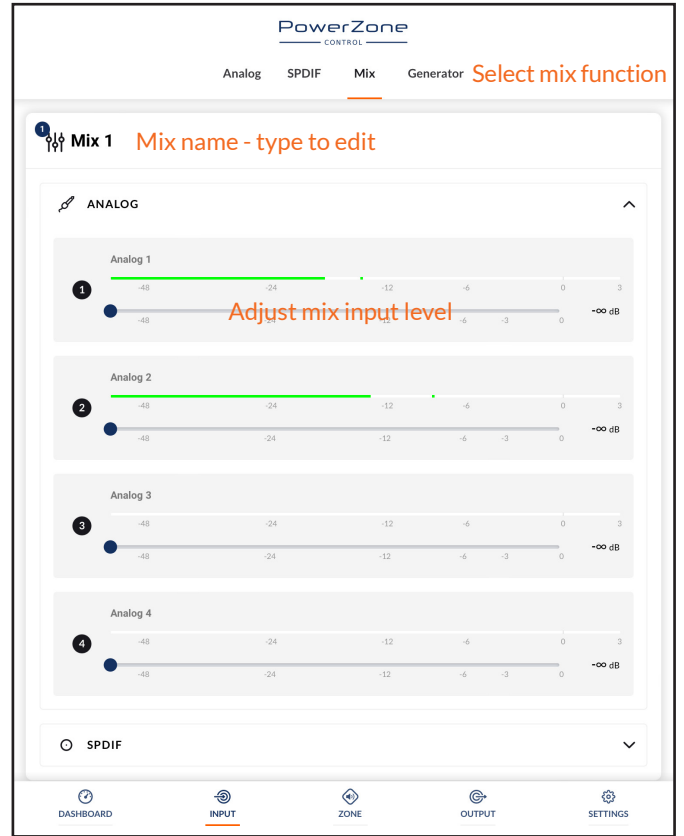 PowerZone
CONTROL
Analog SPDIF Mix Generator Select mix function
1 Mix 1 Mix name - type to edit
ANALOG
Analog 1
1 -48 -24 -12 -6 0 3
Adjust mix input level -∞ dB
-48 -24 -12 -6 -3 0
Analog 2
2 -48 -24 -12 -6 0 3
-∞ dB
-48 -24 -12 -6 -3 0
Analog 3
3 -48 -24 -12 -6 0 3
-∞ dB
-48 -24 -12 -6 -3 0
Analog 4
4 -48 -24 -12 -6 0 3
-∞ dB
-48 -24 -12 -6 -3 0
SPDIF
DASHBOARD INPUT ZONE OUTPUT SETTINGS